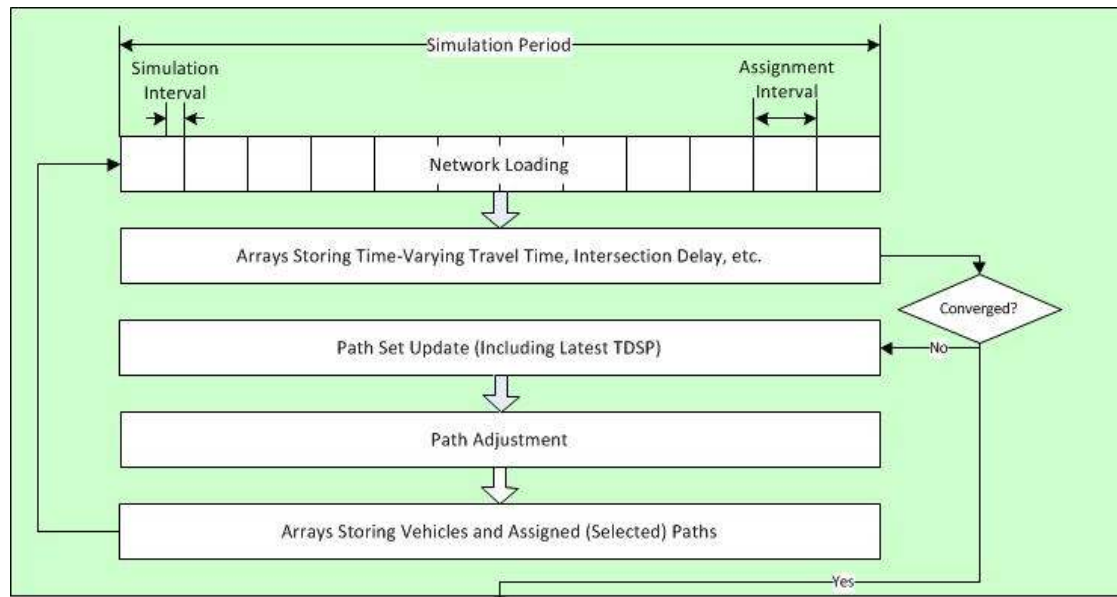 Simulation Period
Simulation
Interval
Assignment
Interval
Network Loading
Arrays Storing Time-Varying Travel Time, Intersection Delay, etc.
Converged?
Path Set Update (Including Latest TDSP)
No
Path Adjustment
Arrays Storing Vehicles and Assigned (Selected) Paths
Yes